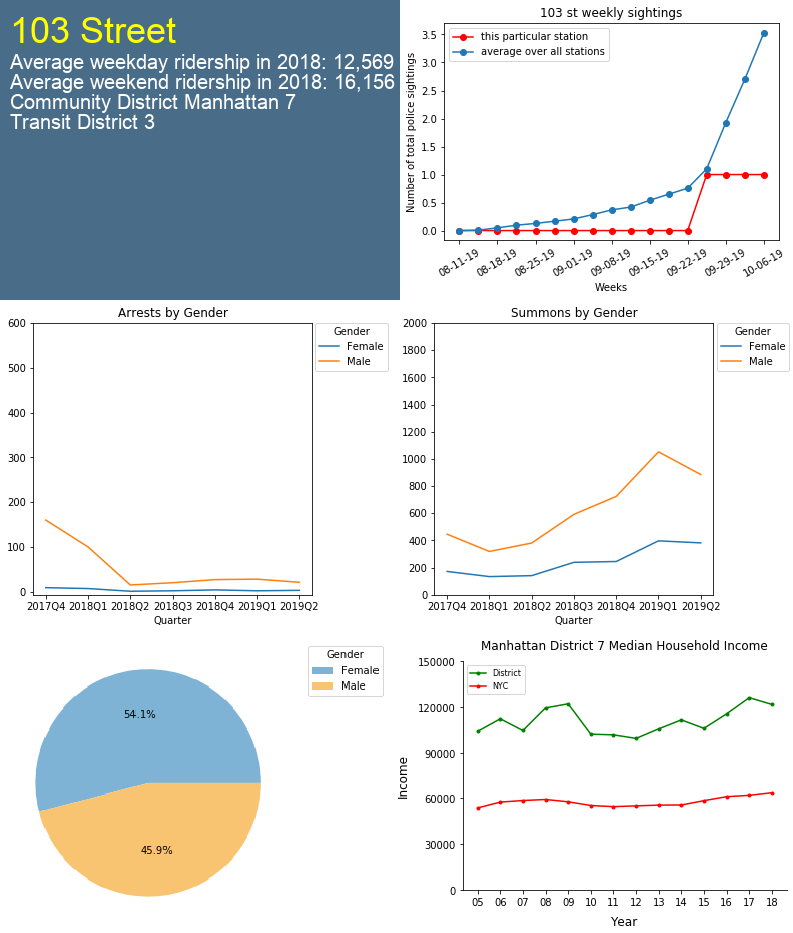 103 Street
Average weekday ridership in 2018: 12,569
Average weekend ridership in 2018: 16,156
Community District Manhattan 7
Transit District 3
103 st weekly sightings
this particular station
average over all stations
Number of total police sightings
3.5
3.0
2.5
2.0
1.5
1.0
0.5
0.0
08-11-19 08-18-19 08-25-19 09-01-19 09-08-19 09-15-19 09-22-19 09-29-19 10-06-19
Weeks
Arrests by Gender
Gender
Female
Male
600
500
400
300
200
100
0
2017Q4 2018Q1 2018Q2 2018Q3 2018Q4 2019Q1 2019Q2
Quarter
Summons by Gender
Gender
Female
Male
2000
1800
1600
1400
1200
1000
800
600
400
200
0
2017Q4 2018Q1 2018Q2 2018Q3 2018Q4 2019Q1 2019Q2
Quarter
Gender
Female
Male
54.1%
45.9%
Manhattan District 7 Median Household Income
District
NYC
Income
150000
120000
90000
60000
30000
0
05 06 07 08 09 10 11 12 13 14 15 16 17 18
Year